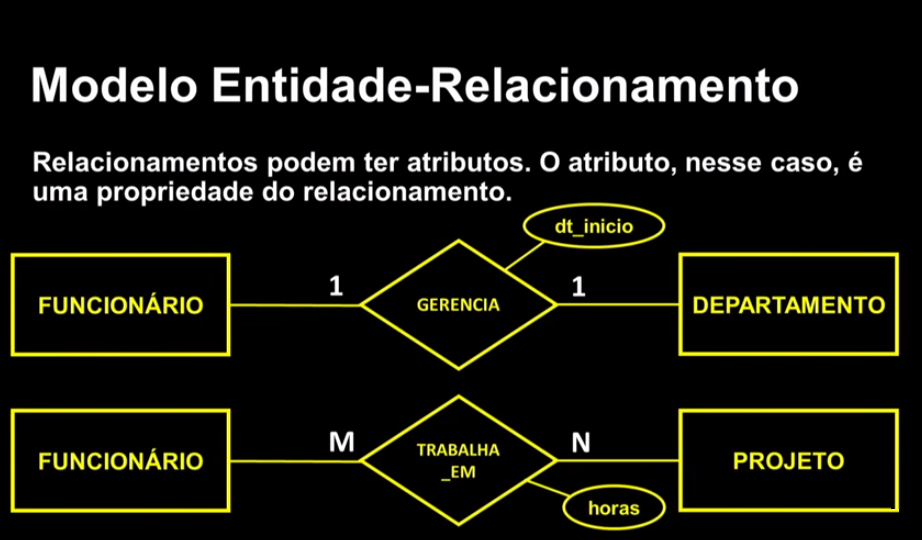 Modelo Entidade-Relacionamento
Relacionamentos podem ter atributos. O atributo, nesse caso, é
uma propriedade do relacionamento.
dt_inicio
FUNCIONÁRIO
1
GERENCIA
1
DEPARTAMENTO
FUNCIONÁRIO
M
TRABALHA
_EM
N
PROJETO
horas